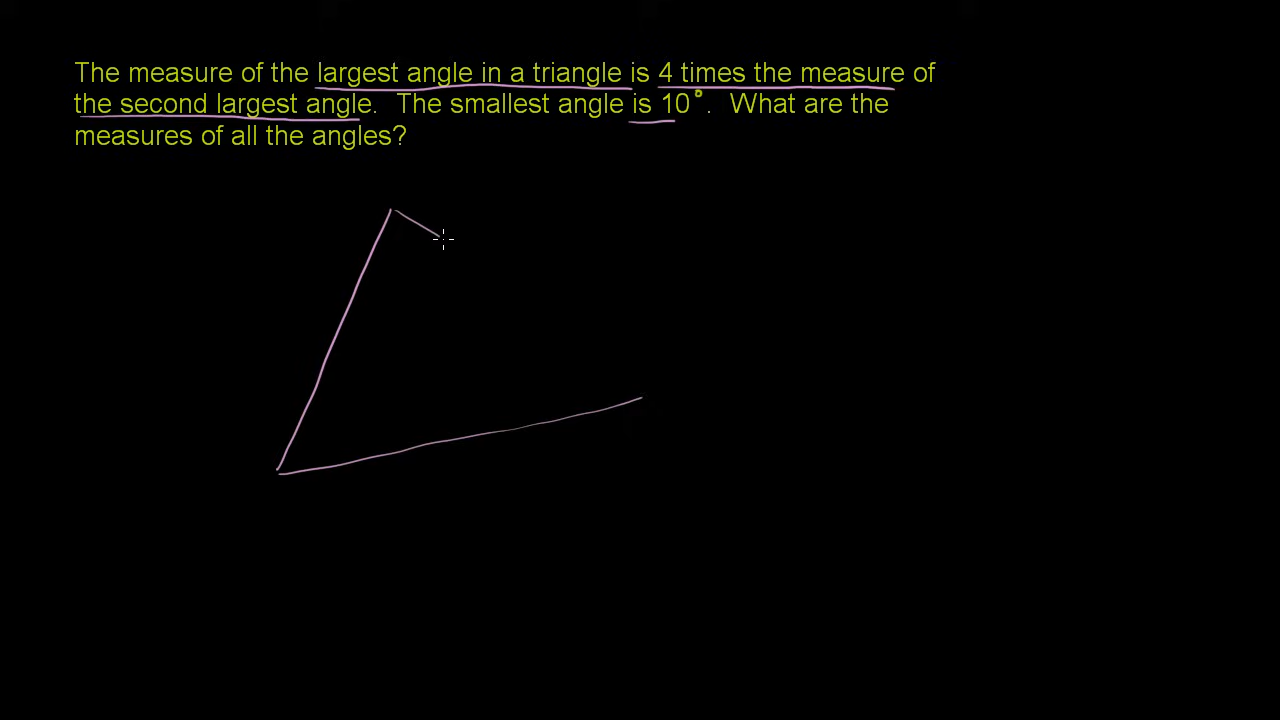 The measure of the largest angle in a triangle is 4 times the measure of
the second largest angle.  The smallest angle is 10°.  What are the
measures of all the angles?